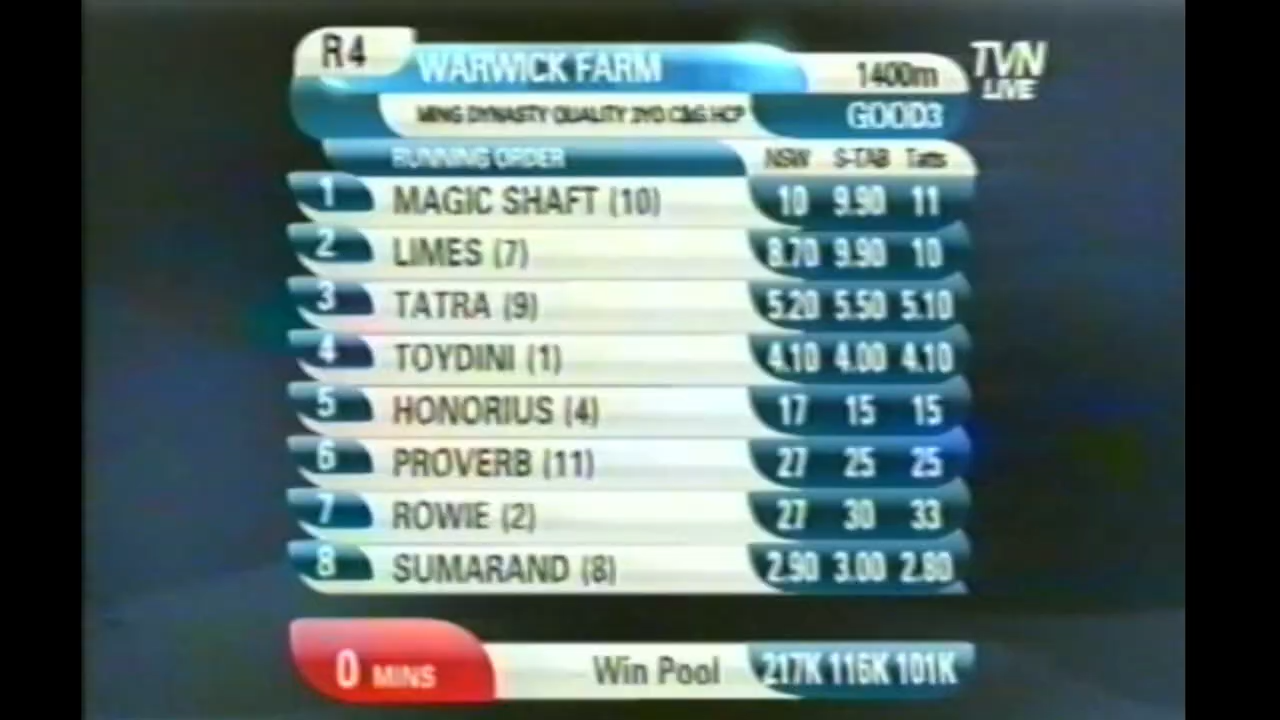 R4
WARWICK FARM
1400m
TVN
LIVE
MING DYNASTY QUALITY 3YO C&G HCP
GOOD3
RUNNING ORDER NSW S-TAB Tatts
1 MAGIC SHAFT (10) 10 9.90 11
2 LIMES (7) 8.70 9.90 10
3 TATRA (9) 5.20 5.50 5.10
4 TOYDINI (1) 4.10 4.00 4.10
5 HONORIUS (4) 17 15 15
6 PROVERB (11) 27 25 25
7 ROWIE (2) 27 30 33
8 SUMARAND (8) 2.90 3.00 2.80
0 MINS Win Pool 217K 116K 101K